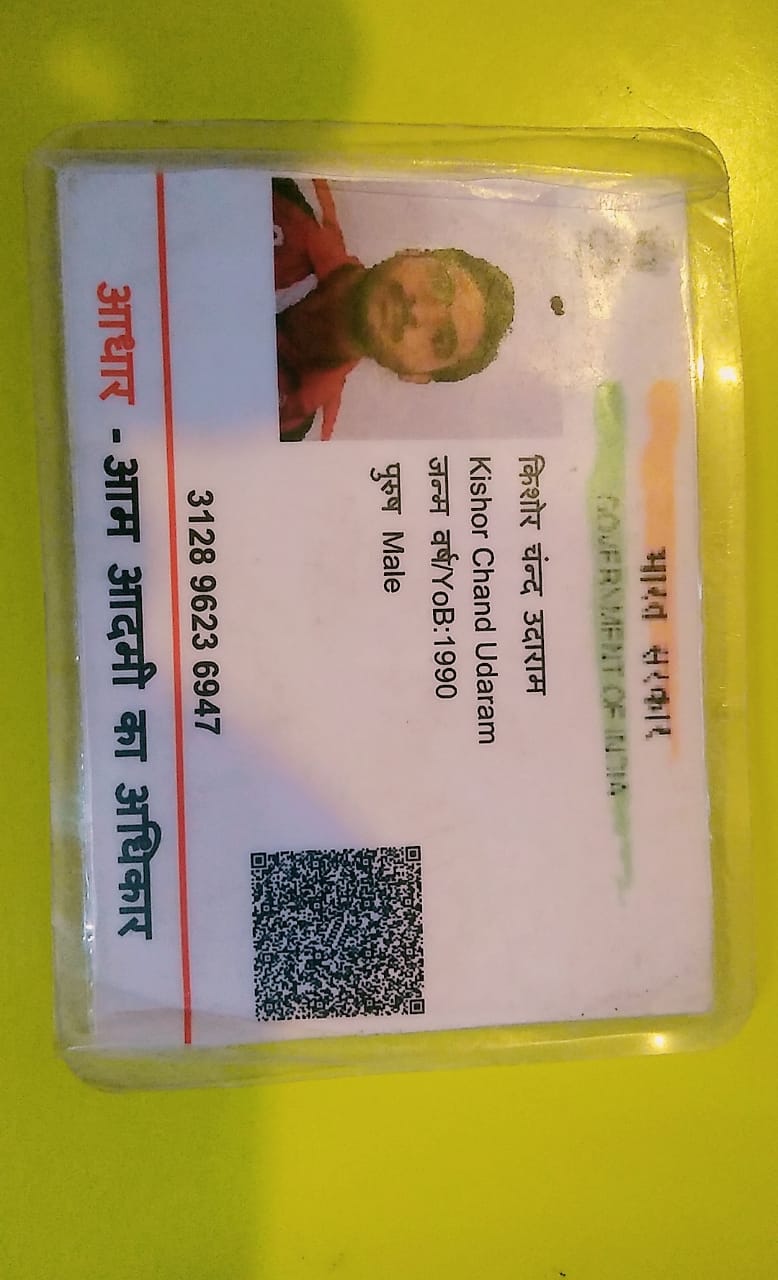 भारत सरकार
GOVERNMENT OF INDIA
किशोर चंन्द उदाराम
Kishor Chand Udaram
जन्म वर्ष/YoB:1990
पुरुष Male
3128 9623 6947
आधार - आम आदमी का अधिकार